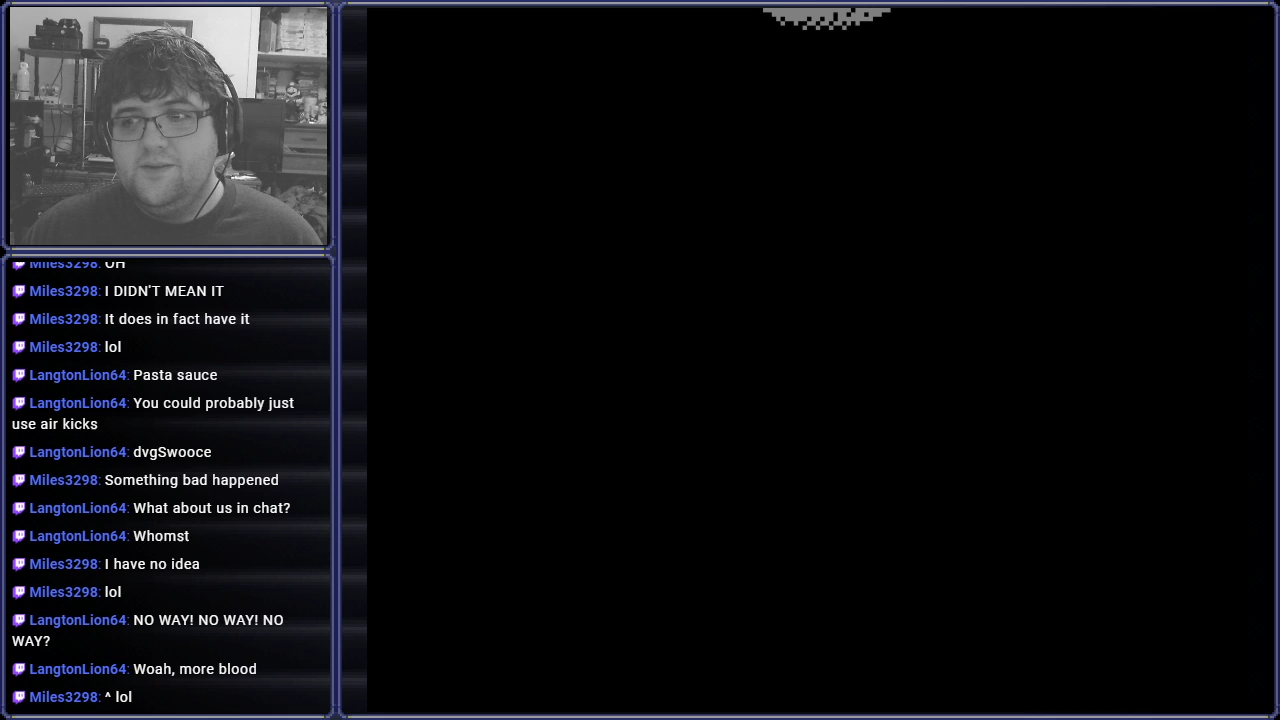 Miles3298: OH
Miles3298: I DIDN'T MEAN IT
Miles3298: It does in fact have it
Miles3298: lol
LangtonLion64: Pasta sauce
LangtonLion64: You could probably just
use air kicks
LangtonLion64: dvgSwooce
Miles3298: Something bad happened
LangtonLion64: What about us in chat?
LangtonLion64: Whomst
Miles3298: I have no idea
Miles3298: lol
LangtonLion64: NO WAY! NO WAY! NO
WAY?
LangtonLion64: Woah, more blood
Miles3298: ^ lol